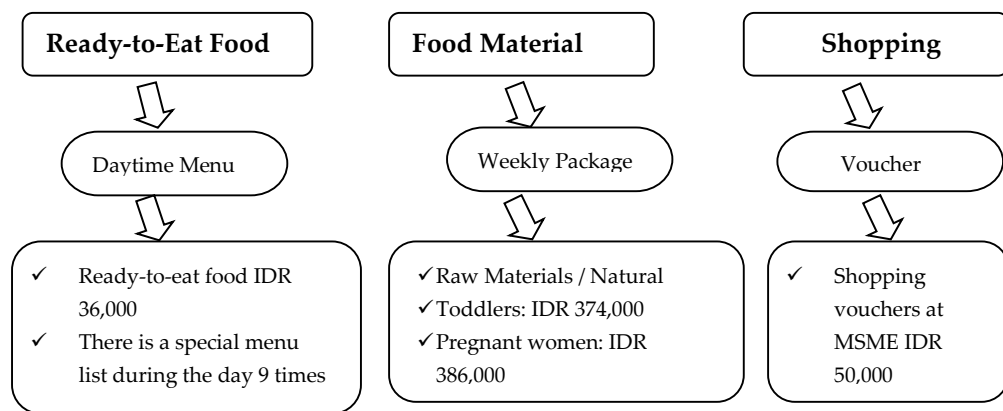 Ready-to-Eat Food
Food Material
Shopping
Daytime Menu
Weekly Package
Voucher
✓ Ready-to-eat food IDR
36,000
✓ There is a special menu
list during the day 9 times
✓ Raw Materials / Natural
✓ Toddlers: IDR 374,000
✓ Pregnant women: IDR
386,000
✓ Shopping
vouchers at
MSME IDR
50,000